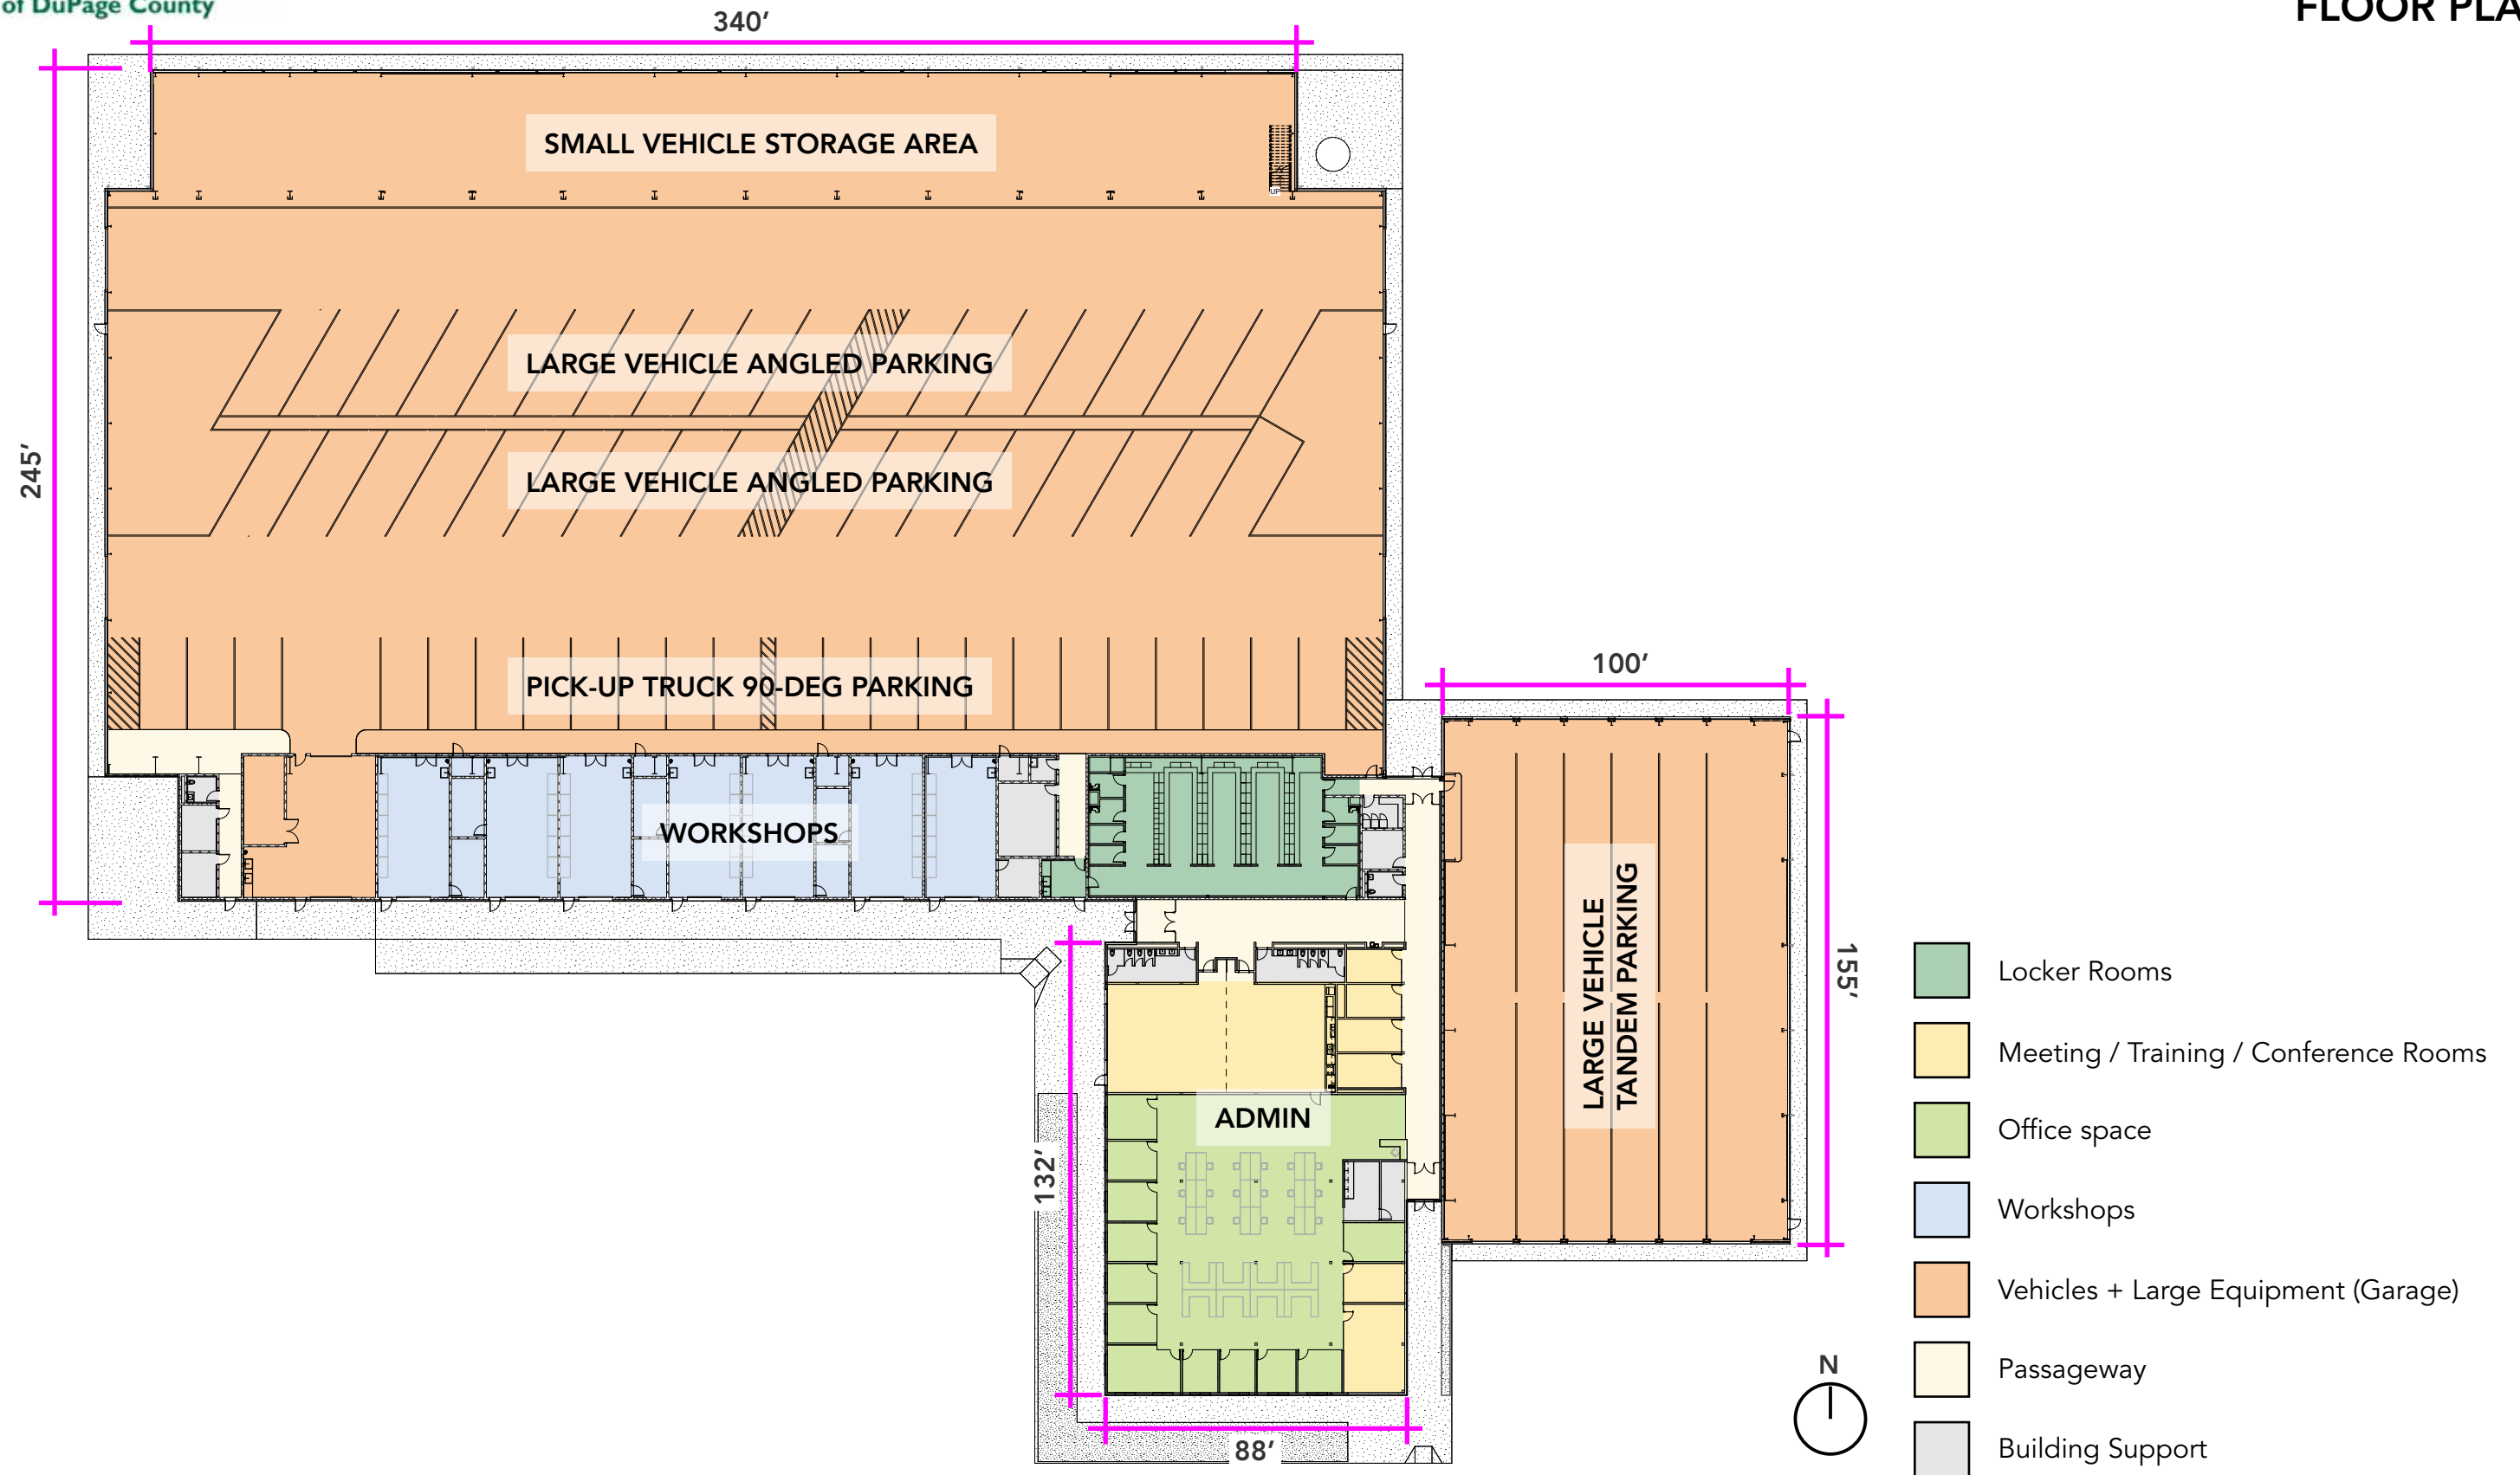 of DuPage County
FLOOR PLA
340’
SMALL VEHICLE STORAGE AREA
UP
LARGE VEHICLE ANGLED PARKING
245’
LARGE VEHICLE ANGLED PARKING
PICK-UP TRUCK 90-DEG PARKING
100’
WORKSHOPS
LARGE VEHICLE
TANDEM PARKING
155’
ADMIN
132’
88’
Locker Rooms
Meeting / Training / Conference Rooms
Office space
Workshops
Vehicles + Large Equipment (Garage)
Passageway
Building Support
N